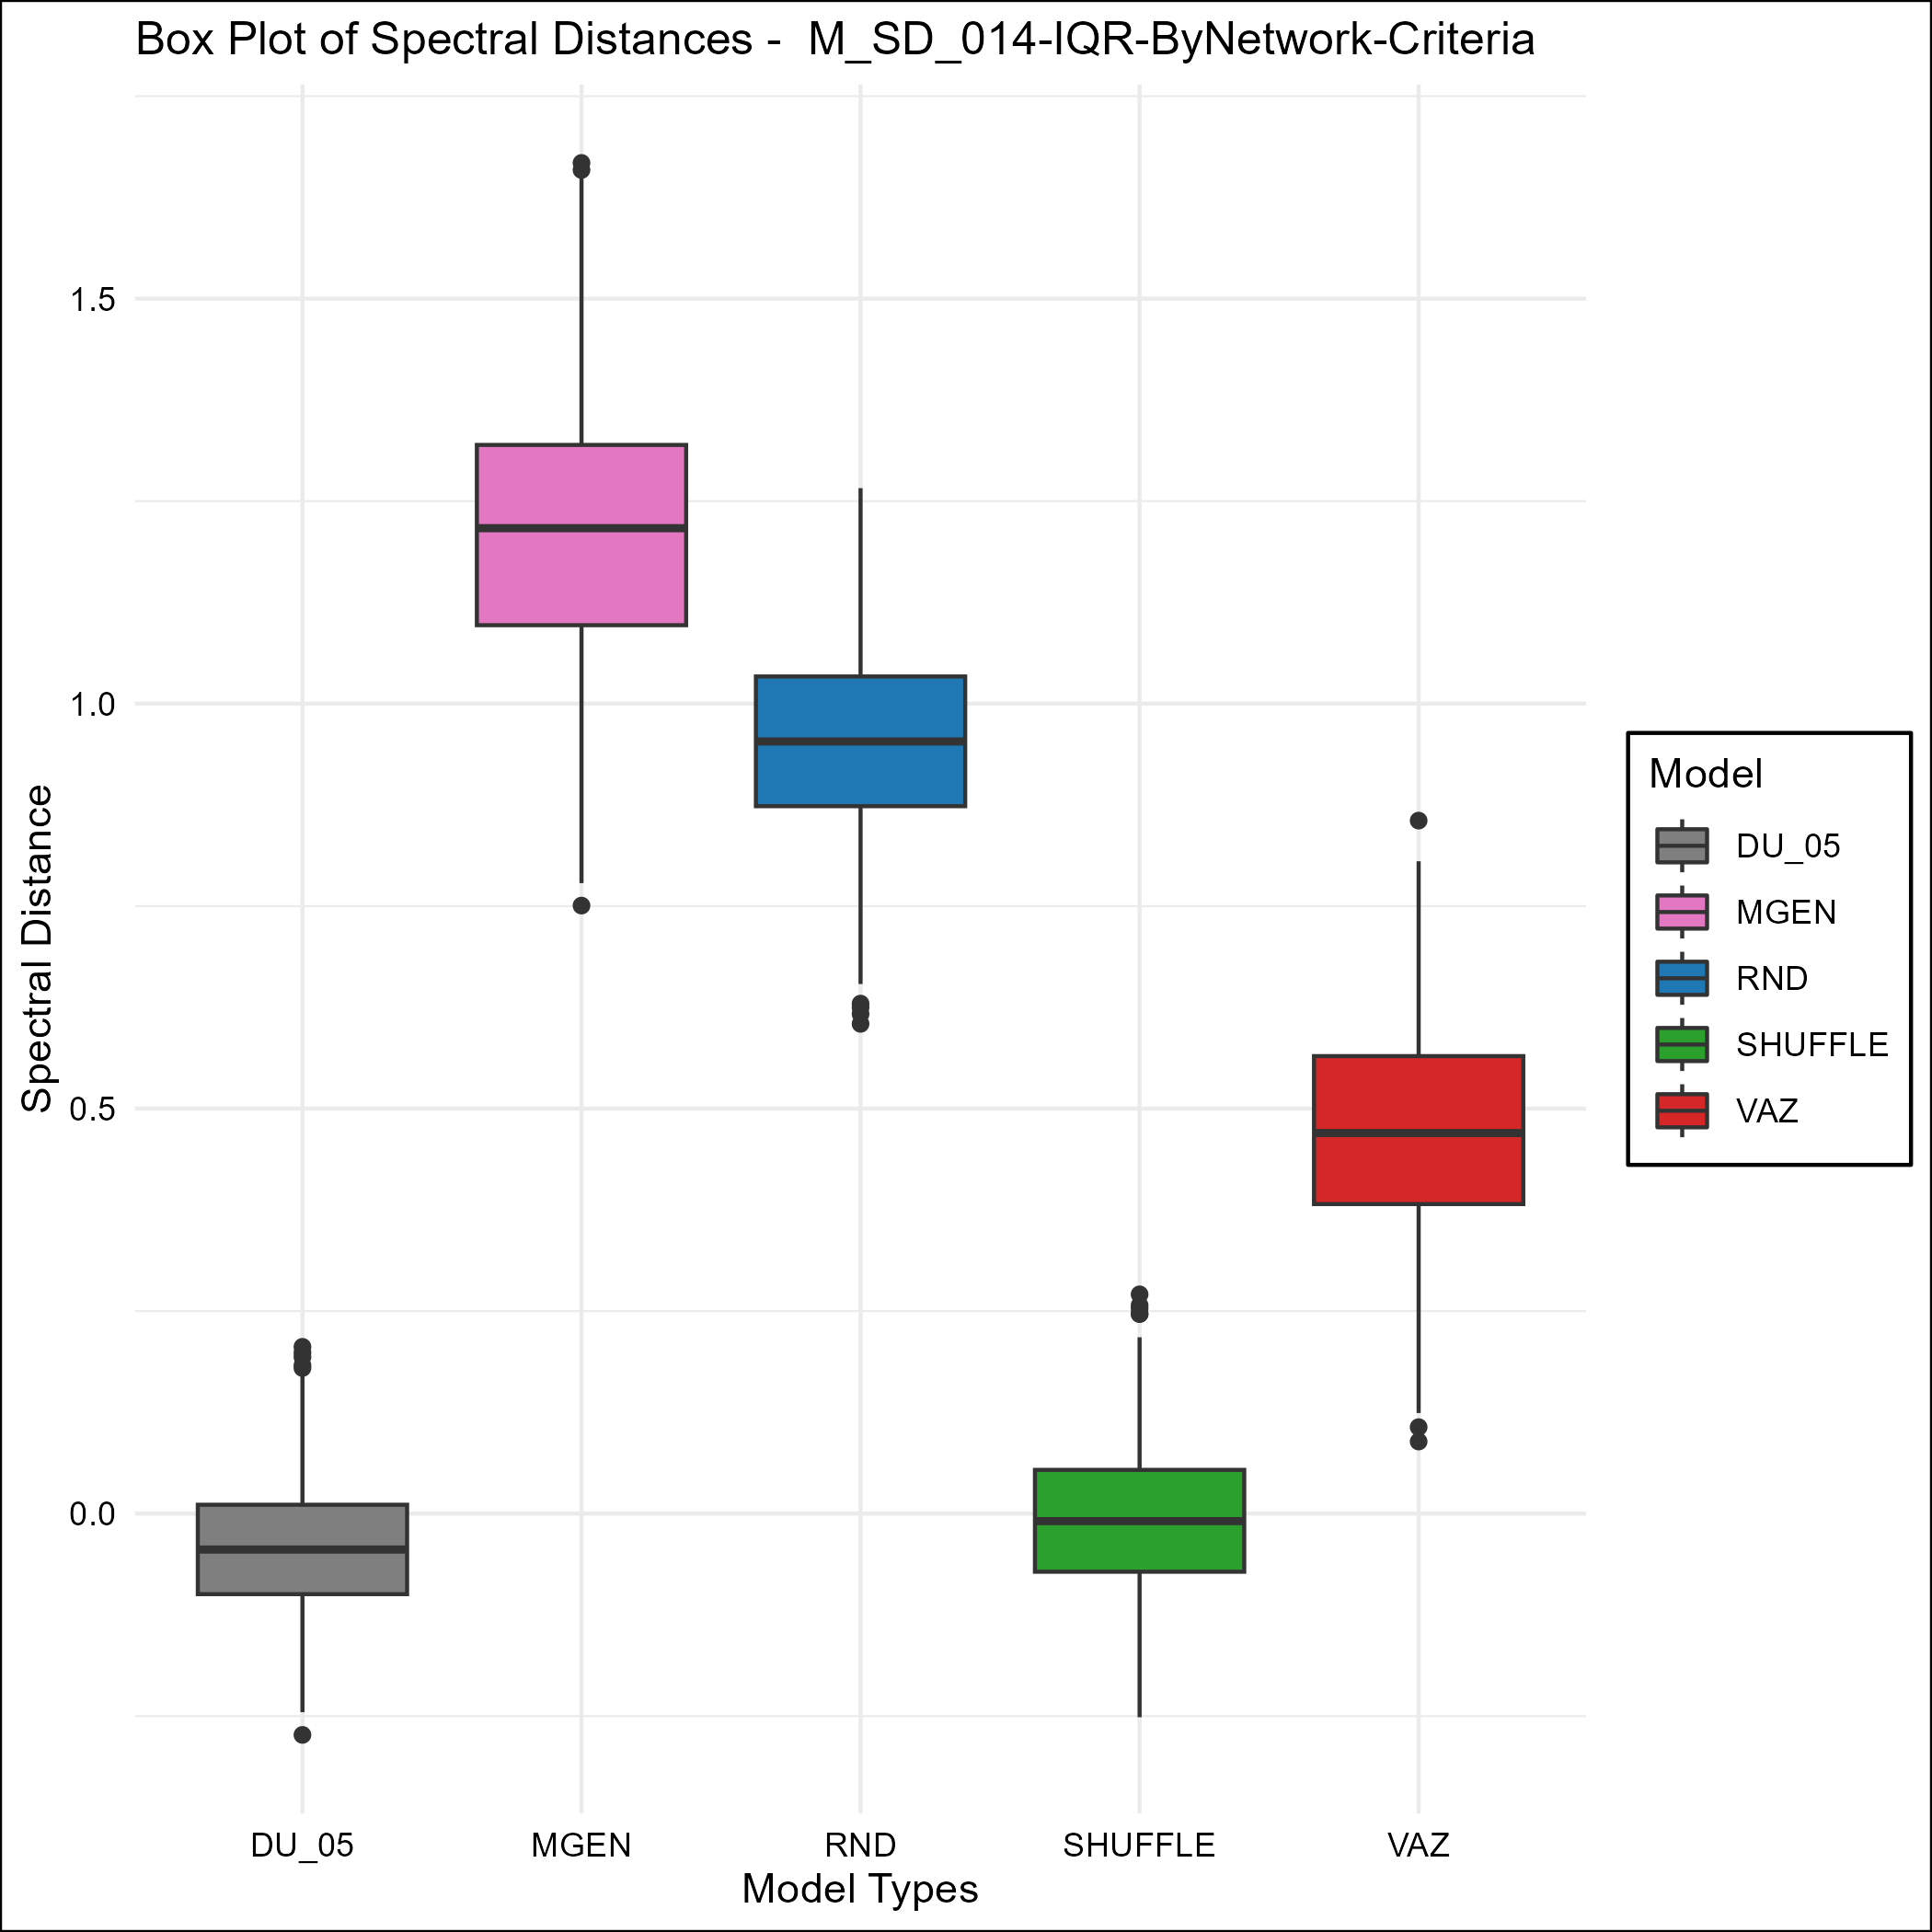 Box Plot of Spectral Distances -  M_SD_014-IQR-ByNetwork-Criteria
Spectral Distance
1.5
1.0
0.5
0.0
DU_05
MGEN
RND
SHUFFLE
VAZ
Model Types
Model
DU_05
MGEN
RND
SHUFFLE
VAZ